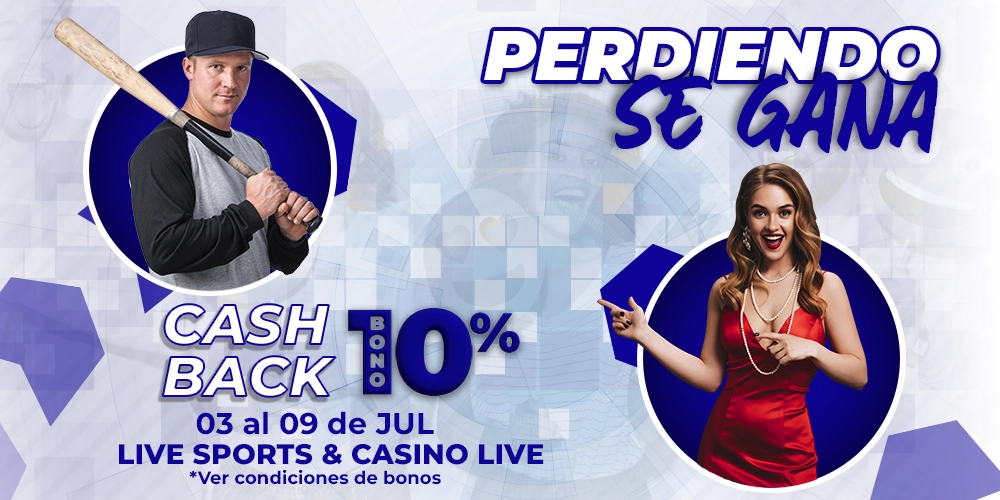 PERDIENDO
SE GANA
CASH
BACK
BONO
10%
03 al 09 de JUL
LIVE SPORTS & CASINO LIVE
*Ver condiciones de bonos